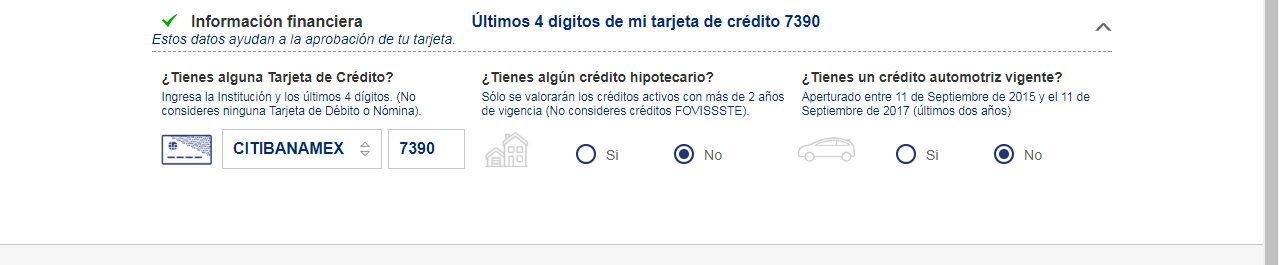 Información financiera
Últimos 4 dígitos de mi tarjeta de crédito 7390
Estos datos ayudan a la aprobación de tu tarjeta.
¿Tienes alguna Tarjeta de Crédito?
Ingresa la Institución y los últimos 4 dígitos. (No
consideres ninguna Tarjeta de Débito o Nómina).
CITIBANAMEX
7390
¿Tienes algún crédito hipotecario?
Sólo se valorarán los créditos activos con más de 2 años
de vigencia (No consideres créditos FOVISSSTE).
Si
No
¿Tienes un crédito automotriz vigente?
Aperturado entre 11 de Septiembre de 2015 y el 11 de
Septiembre de 2017 (últimos dos años)
Si
No